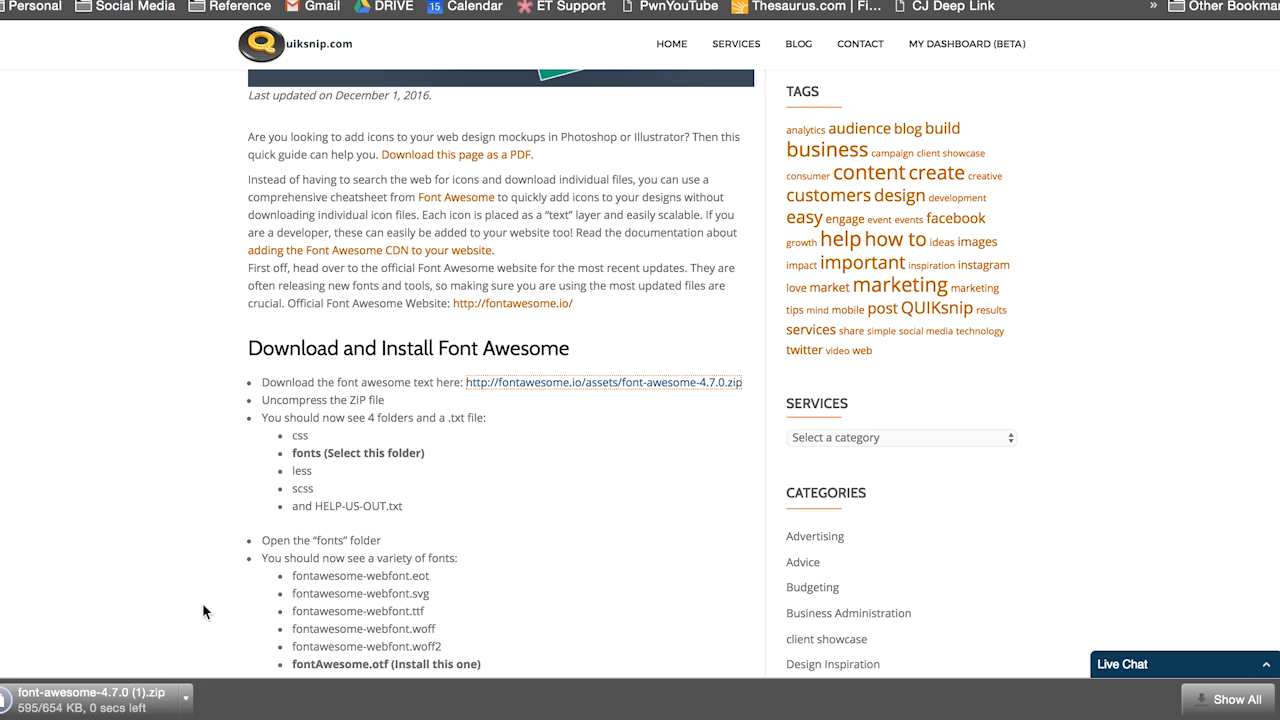 Personal Social Media Reference Gmail DRIVE 15 Calendar ET Support PwnYouTube Thesaurus.com | Fi... CJ Deep Link » Other Bookmar
Quiksnip.com
HOME SERVICES BLOG CONTACT MY DASHBOARD (BETA)
Last updated on December 1, 2016.
Are you looking to add icons to your web design mockups in Photoshop or Illustrator? Then this
quick guide can help you. Download this page as a PDF.
Instead of having to search the web for icons and download individual files, you can use a
comprehensive cheatsheet from Font Awesome to quickly add icons to your designs without
downloading individual icon files. Each icon is placed as a “text” layer and easily scalable. If you
are a developer, these can easily be added to your website too! Read the documentation about
adding the Font Awesome CDN to your website.
First off, head over to the official Font Awesome website for the most recent updates. They are
often releasing new fonts and tools, so making sure you are using the most updated files are
crucial. Official Font Awesome Website: http://fontawesome.io/
Download and Install Font Awesome
Download the font awesome text here: http://fontawesome.io/assets/font-awesome-4.7.0.zip
Uncompress the ZIP file
You should now see 4 folders and a .txt file:
css
fonts (Select this folder)
less
scss
and HELP-US-OUT.txt
Open the “fonts” folder
You should now see a variety of fonts:
fontawesome-webfont.eot
fontawesome-webfont.svg
fontawesome-webfont.ttf
fontawesome-webfont.woff
fontawesome-webfont.woff2
fontAwesome.otf (Install this one)
TAGS
analytics audience blog build
business campaign client showcase
consumer content create creative
customers design development
easy engage event events facebook
growth help how to ideas images
impact important inspiration instagram
love market marketing marketing
tips mind mobile post QUIKsnip results
services share simple social media technology
twitter video web
SERVICES
Select a category
CATEGORIES
Advertising
Advice
Budgeting
Business Administration
client showcase
Design Inspiration
Live Chat
font-awesome-4.7.0 (1).zip
595/654 KB, 0 secs left
Show All